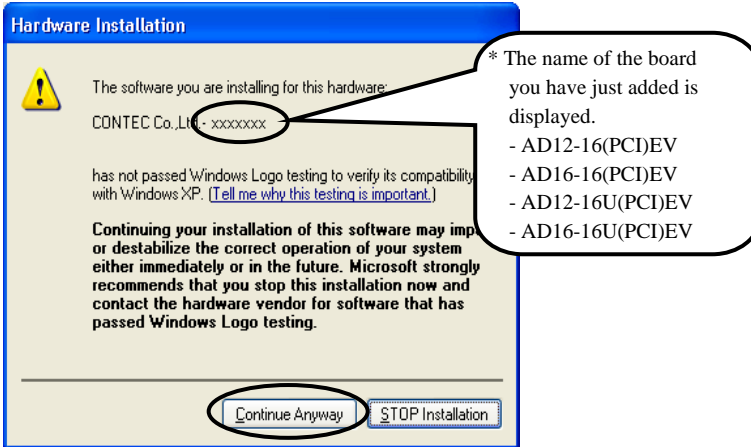 Hardware Installation
The software you are installing for this hardware:
CONTEC Co.,Ltd.- xxxxxxx
has not passed Windows Logo testing to verify its compatibility
with Windows XP. (Tell me why this testing is important.)
Continuing your installation of this software may imp
or destabilize the correct operation of your system
either immediately or in the future. Microsoft strongly
recommends that you stop this installation now and
contact the hardware vendor for software that has
passed Windows Logo testing.
Continue Anyway
STOP Installation
* The name of the board
you have just added is
displayed.
- AD12-16(PCI)EV
- AD16-16(PCI)EV
- AD12-16U(PCI)EV
- AD16-16U(PCI)EV